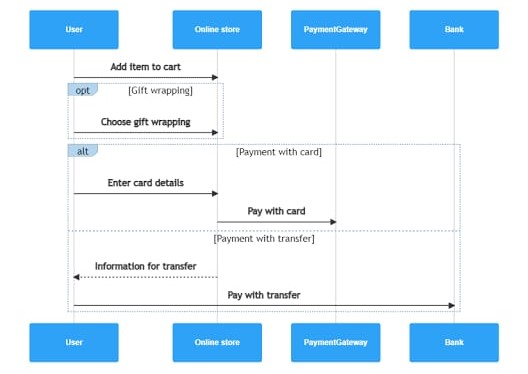 User Online store PaymentGateway Bank
Add item to cart
opt [Gift wrapping]
Choose gift wrapping
alt [Payment with card]
Enter card details
Pay with card
[Payment with transfer]
Information for transfer
Pay with transfer
User Online store PaymentGateway Bank